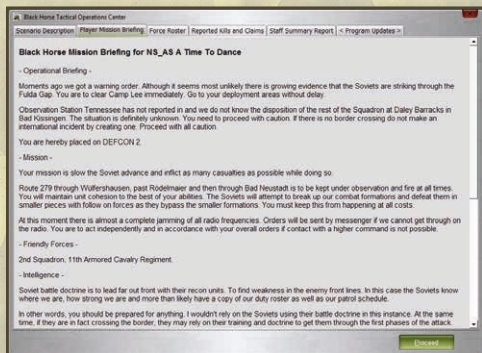 Black Horse Tactical Operations Center
Scenario Description Player Mission Briefing Force Roster Reported Kills and Claims Staff Summary Report < Program Updates >
Black Horse Mission Briefing for NS_AS A Time To Dance
- Operational Briefing -
Moments ago we got a warning order. Although it seems most unlikely there is growing evidence that the Soviets are striking through the
Fulda Gap. You are to clear Camp Lee immediately. Go to your deployment areas without delay.
Observation Station Tennessee has not reported in and we do not know the disposition of the rest of the Squadron at Daley Barracks in
Bad Kissingen. The situation is definitely unknown. You need to proceed with caution. If there is no border crossing do not make an
international incident by creating one. Proceed with all caution.
You are hereby placed on DEFCON 2.
- Mission -
Your mission is slow the Soviet advance and inflict as many casualties as possible while doing so.
Route 279 through Wülfershausen, past Rödelmaier and then through Bad Neustadt is to be kept under observation and fire at all times.
You will maintain unit cohesion to the best of your abilities. The Soviets will attempt to break up our combat formations and defeat them in
smaller pieces with follow on forces as they bypass the smaller formations. You must keep this from happening at all costs.
At this moment there is almost a complete jamming of all radio frequencies. Orders will be sent by messenger if we cannot get through on
the radio. You are to act independently and in accordance with your overall orders if contact with a higher command is not possible.
- Friendly Forces -
2nd Squadron, 11th Armored Cavalry Regiment.
- Intelligence -
Soviet battle doctrine is to lead far out front with their recon units. To find weakness in the enemy front lines. In this case the Soviets know
where we are, how strong we are and more than likely have a copy of our duty roster as well as our patrol schedule.
In other words, you should be prepared for anything. I wouldn't rely on the Soviets using their battle doctrine in this instance. At the same
time, if they are in fact crossing the border, they may rely on their training and doctrine to get them through the first phases of the attack.
Proceed